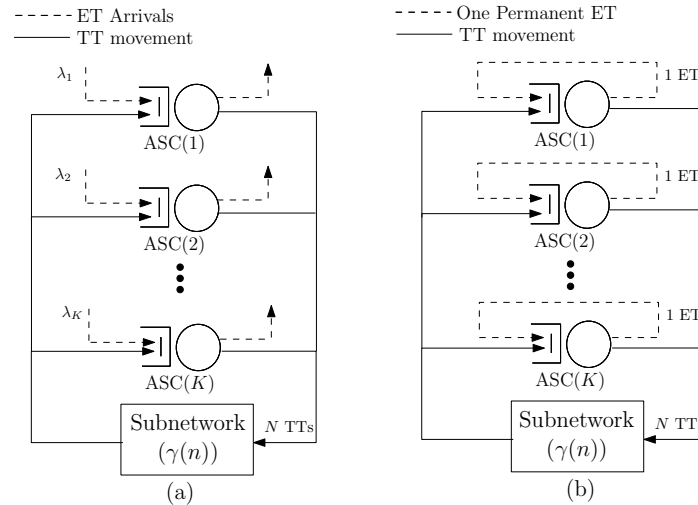 ET Arrivals
TT movement
λ1
ASC(1)
λ2
ASC(2)
λK
ASC(K)
Subnetwork
(γ(n))
N TTs
(a)
One Permanent ET
TT movement
1 ET
ASC(1)
1 ET
ASC(2)
1 ET
ASC(K)
Subnetwork
(γ(n))
N TT
(b)